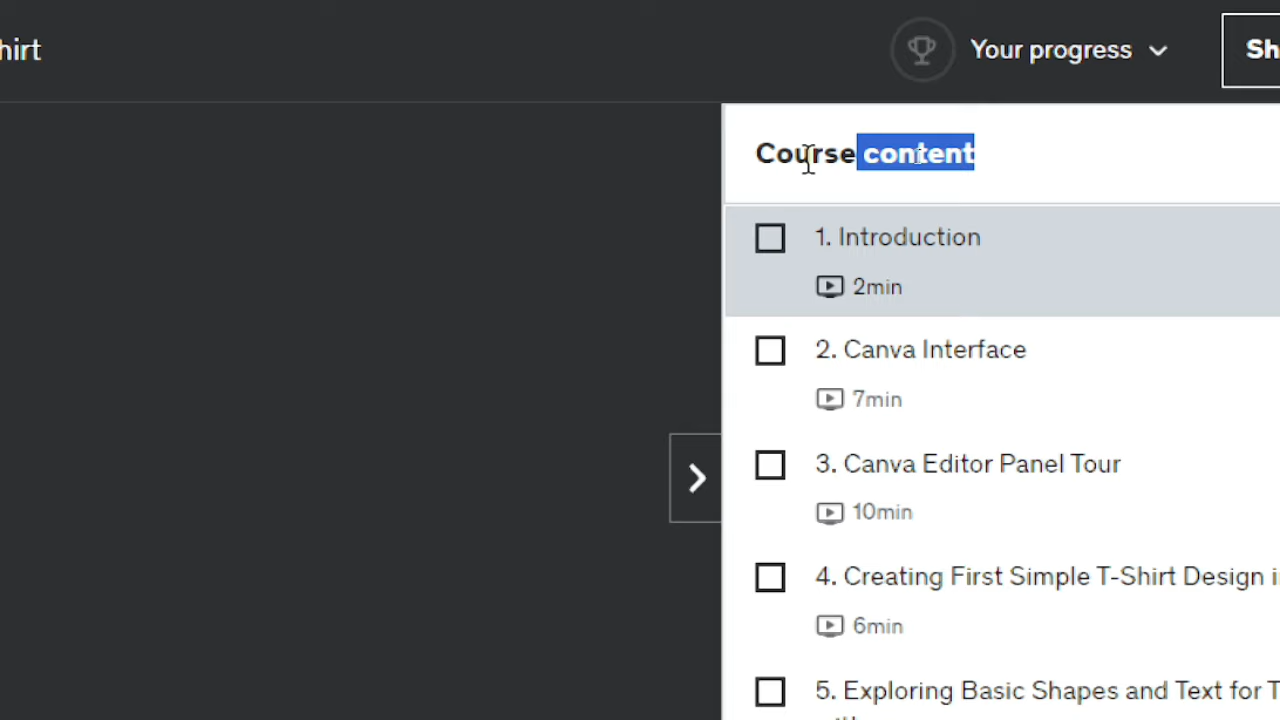 hirt
Your progress
Sh
Course content
1. Introduction
2min
2. Canva Interface
7min
3. Canva Editor Panel Tour
10min
4. Creating First Simple T-Shirt Design i
6min
5. Exploring Basic Shapes and Text for T